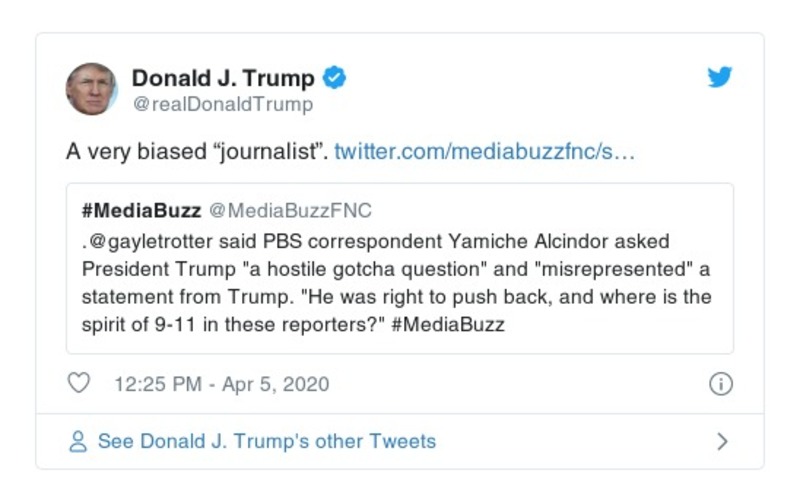 Donald J. Trump
@realDonaldTrump
A very biased “journalist”. twitter.com/mediabuzzfnc/s…
#MediaBuzz @MediaBuzzFNC
.@gayletrotter said PBS correspondent Yamiche Alcindor asked
President Trump "a hostile gotcha question" and "misrepresented" a
statement from Trump. "He was right to push back, and where is the
spirit of 9-11 in these reporters?" #MediaBuzz
12:25 PM - Apr 5, 2020
See Donald J. Trump's other Tweets